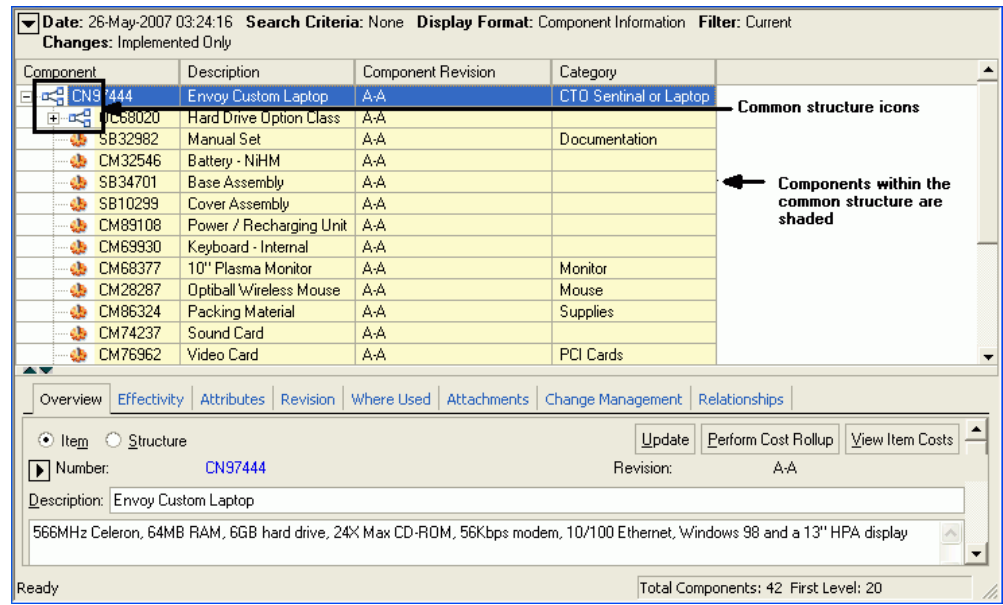 Date: 26-May-2007 03:24:16 Search Criteria: None Display Format: Component Information Filter: Current
Changes: Implemented Only
Component Description Component Revision Category
CN97444 Envoy Custom Laptop A-A CTO Sentinal or Laptop
Common structure icons
68020 Hard Drive Option Class A-A
SB32982 Manual Set A-A Documentation
CM32546 Battery - NiHM A-A
SB34701 Base Assembly A-A
Components within the
common structure are
shaded
SB10299 Cover Assembly A-A
CM89108 Power / Recharging Unit A-A
CM69930 Keyboard - Internal A-A
CM68377 10" Plasma Monitor A-A Monitor
CM28287 Optiball Wireless Mouse A-A Mouse
CM86324 Packing Material A-A Supplies
CM74237 Sound Card A-A
CM76962 Video Card A-A PCI Cards
Overview Effectivity Attributes Revision Where Used Attachments Change Management Relationships
Item Structure Update Perform Cost Rollup View Item Costs
Number: CN97444 Revision: A-A
Description: Envoy Custom Laptop
566MHz Celeron, 64MB RAM, 6GB hard drive, 24X Max CD-ROM, 56Kbps modem, 10/100 Ethernet, Windows 98 and a 13" HPA display
Ready Total Components: 42 First Level: 20